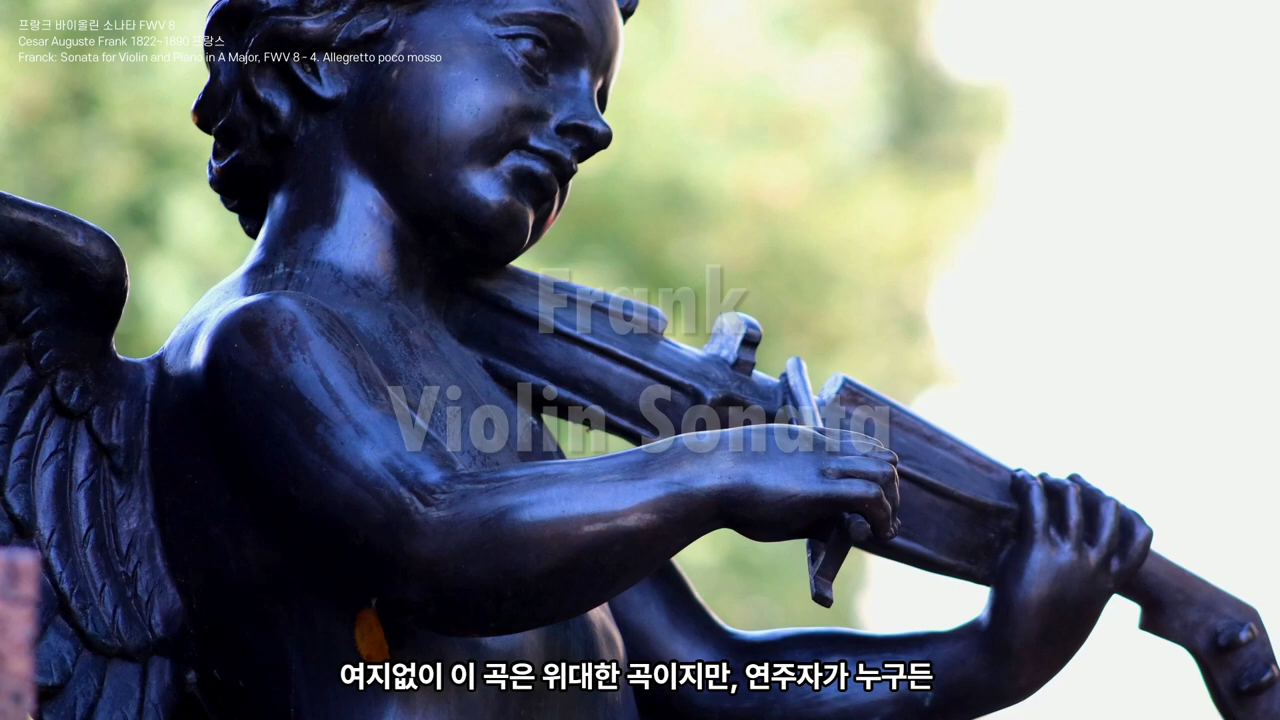 프랑크 바이올린 소나타 FWV 8
Cesar Auguste Frank 1822~1890 프랑스
Franck: Sonata for Violin and Piano in A Major, FWV 8 - 4. Allegretto poco mosso
Frank
Violin Sonata
여지없이 이 곡은 위대한 곡이지만, 연주자가 누구든